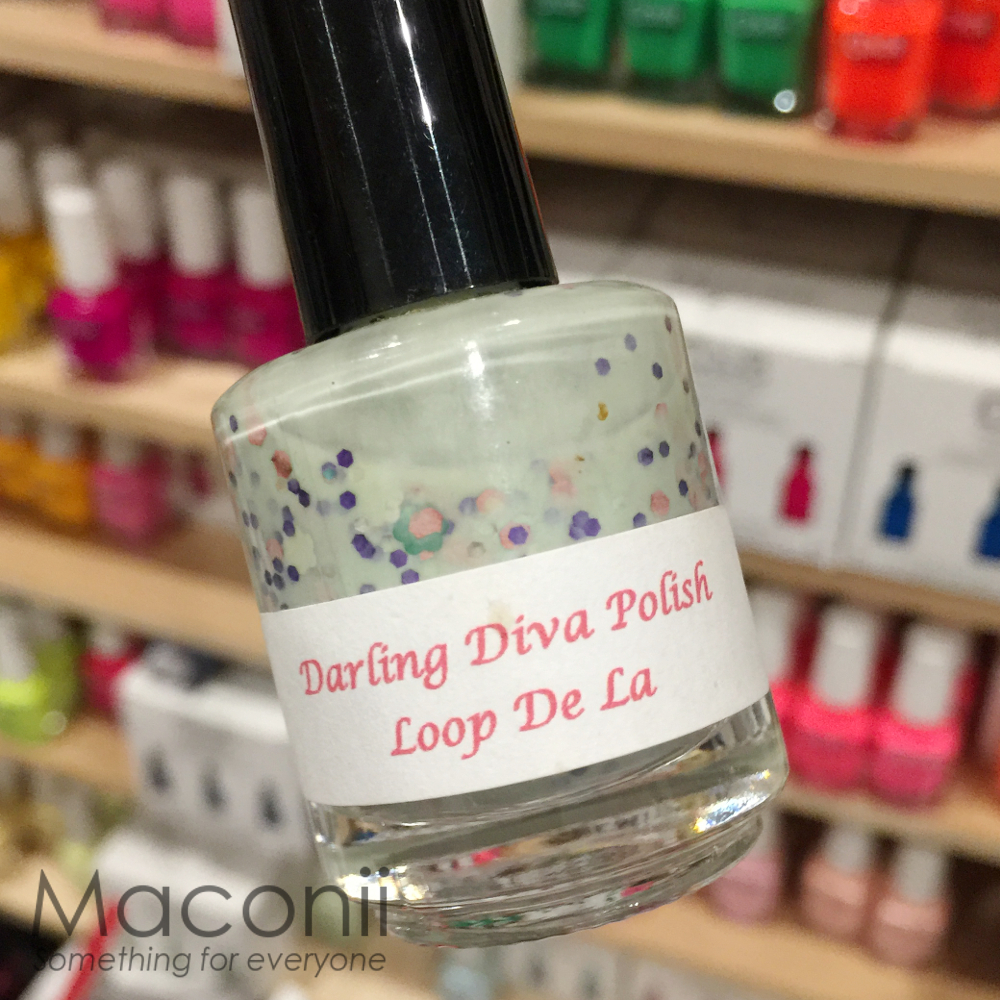 Darling Diva Polish
Loop De La
Maconii
Something for everyone